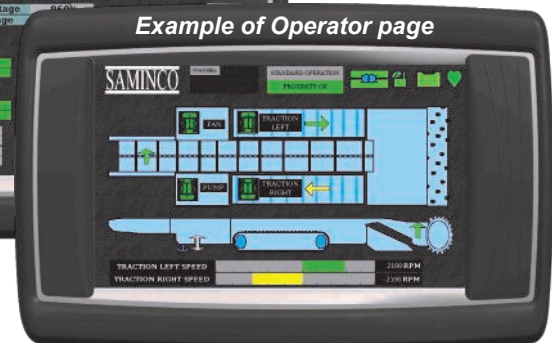 960%
Example of Operator page
SAMINCO
STANDARD OPERATION
PROXIMITY OK
FAN
TRACTION
LEFT
PUMP
TRACTION
RIGHT
TRACTION LEFT SPEED
2100 RPM
TRACTION RIGHT SPEED
-2100 RPM